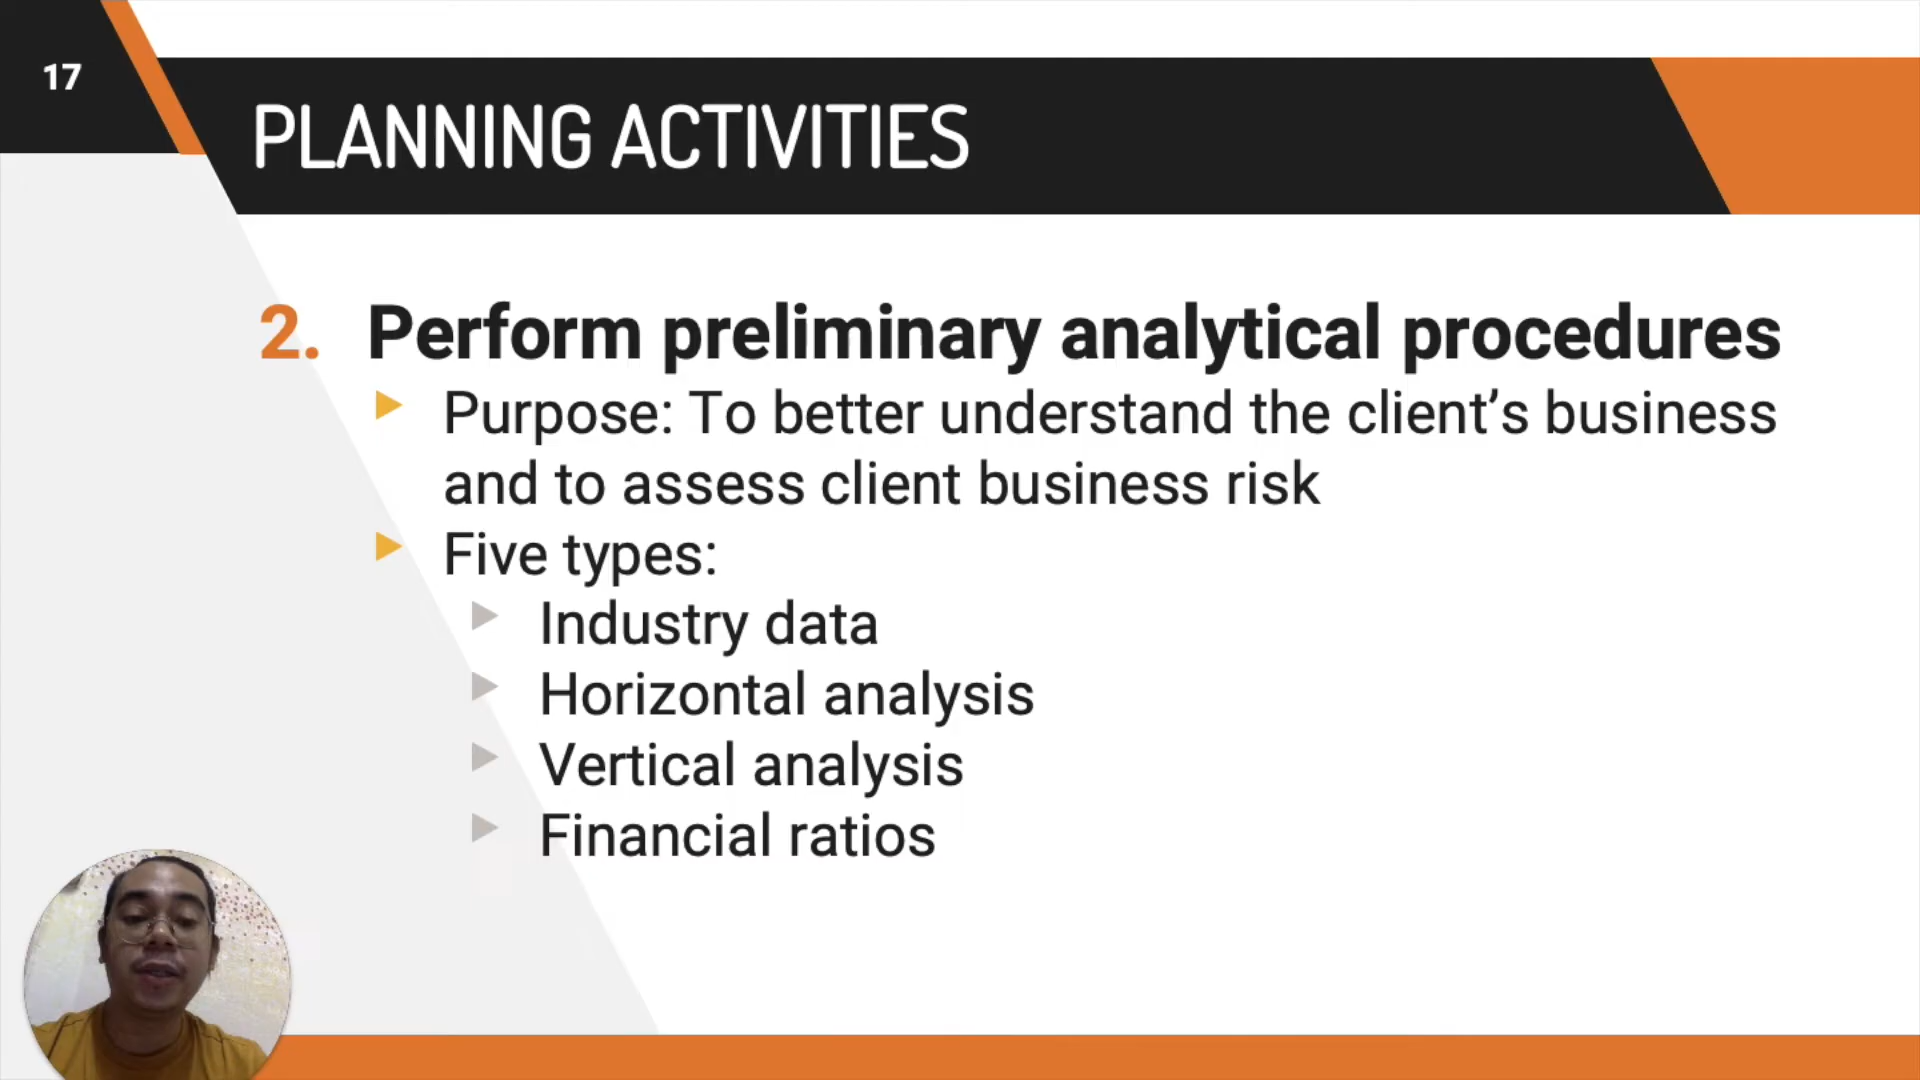 17
PLANNING ACTIVITIES
2. Perform preliminary analytical procedures
Purpose: To better understand the client’s business
and to assess client business risk
Five types:
Industry data
Horizontal analysis
Vertical analysis
Financial ratios